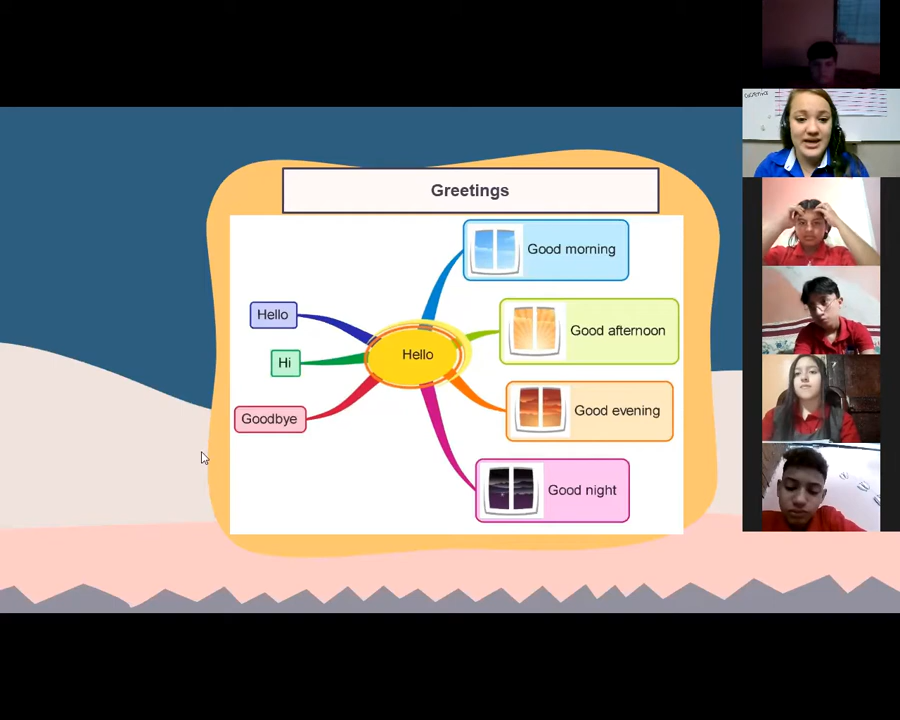 Greetings
Good morning
Hello
Good afternoon
Hello
Hi
Good evening
Goodbye
Good night